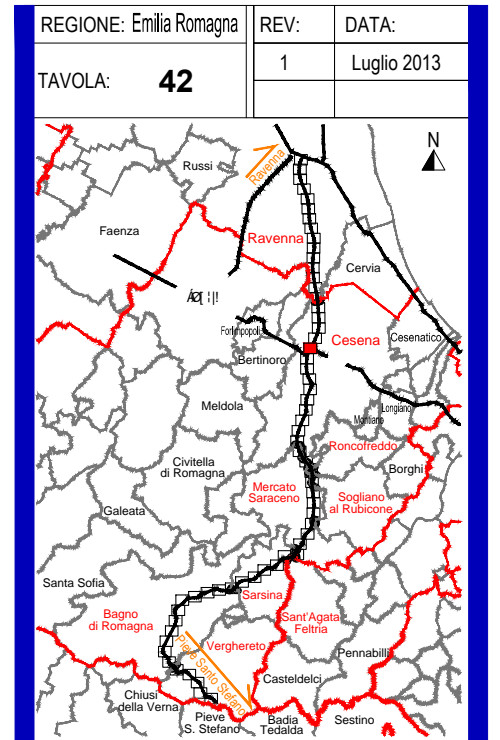 REGIONE: Emilia Romagna
REV:
DATA:
TAVOLA: 42
1
Luglio 2013
N
Russi
Ravenna
Faenza
Ravenna
Cervia
Forlimpopoli
Cesena
Cesenatico
Bertinoro
Meldola
Longiano
Montiano
Roncofreddo
Civitella
di Romagna
Borghi
Mercato
Saraceno
Sogliano
al Rubicone
Galeata
Santa Sofia
Sarsina
Bagno
di Romagna
Sant'Agata
Feltria
Verghereto
Pieve Santo Stefano
Pennabilli
Casteldelci
Chiusi
della Verna
Pieve
S. Stefano
Badia
Tedalda
Sestino